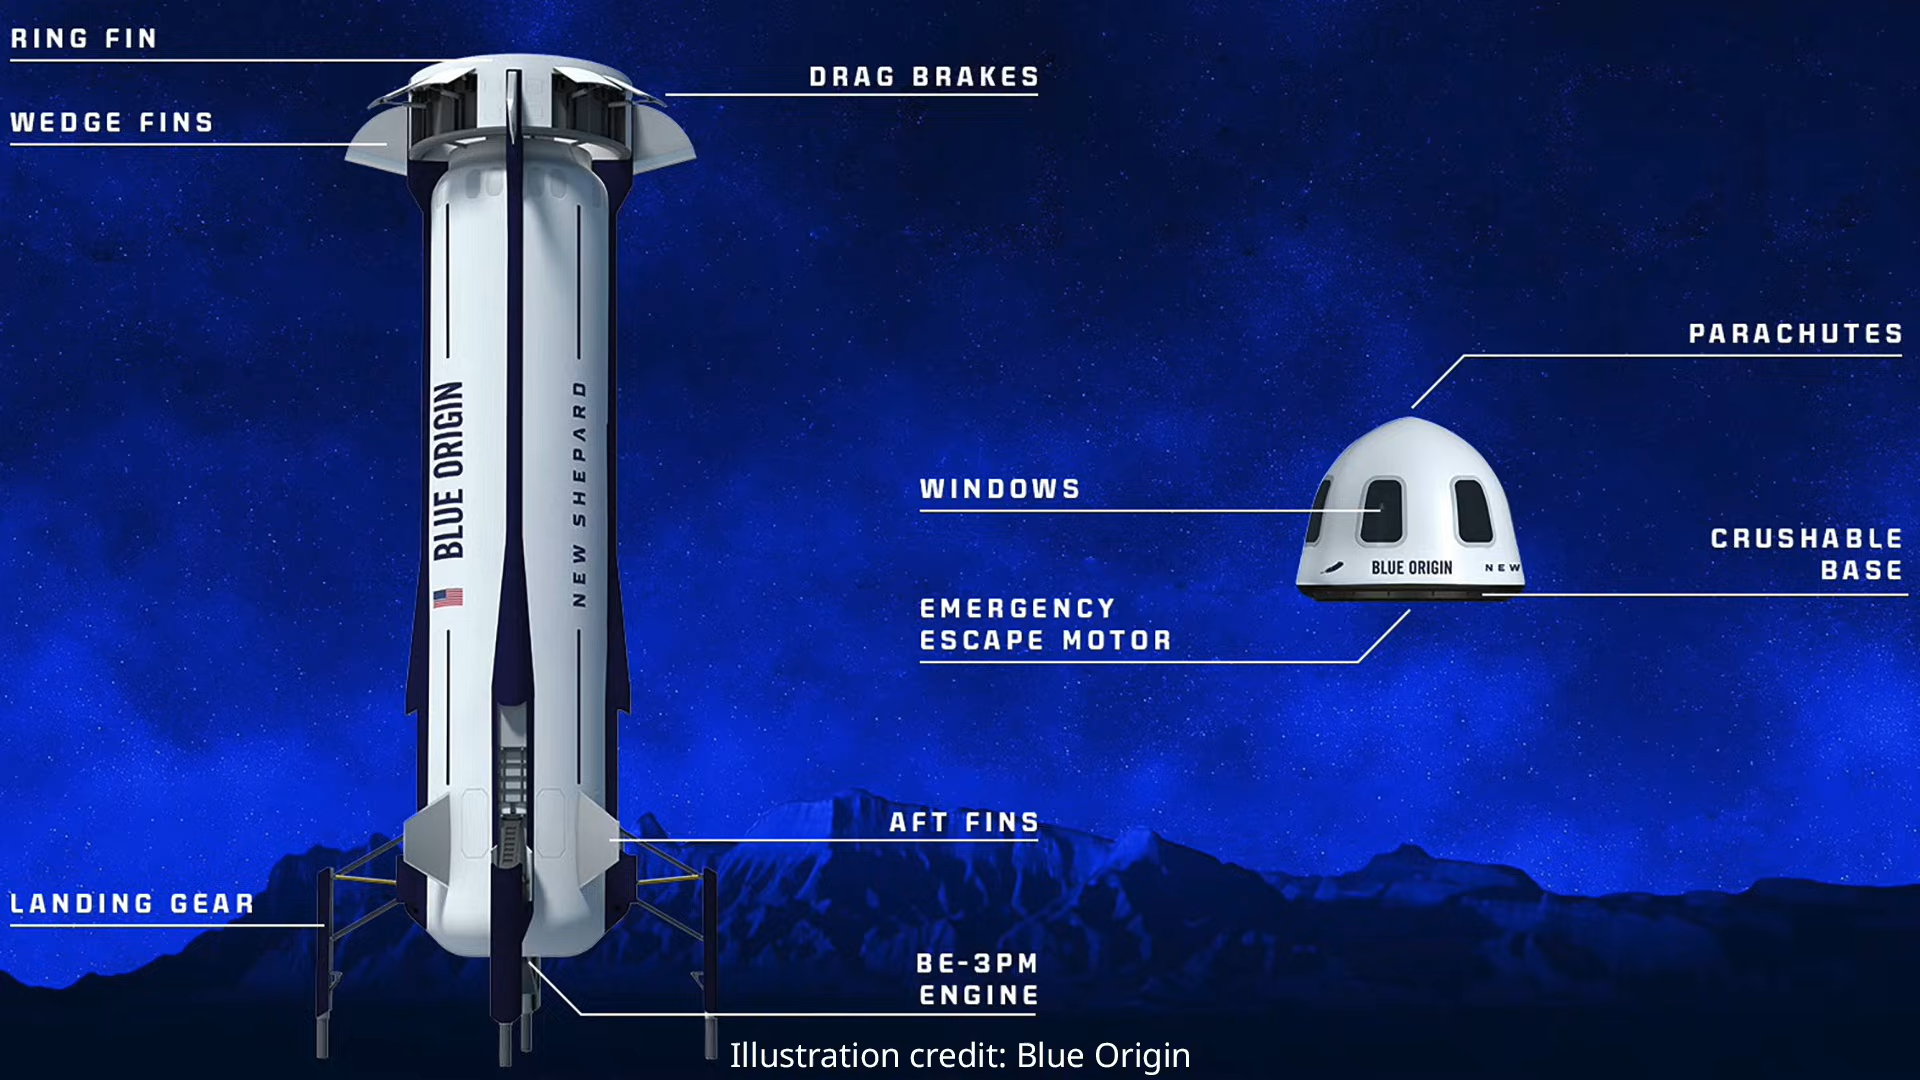 RING FIN
DRAG BRAKES
WEDGE FINS
PARACHUTES
BLUE ORIGIN
NEW SHEPARD
WINDOWS
CRUSHABLE
BASE
BLUE ORIGIN
NEW
EMERGENCY
ESCAPE MOTOR
AFT FINS
LANDING GEAR
BE-3PM
ENGINE
Illustration credit: Blue Origin